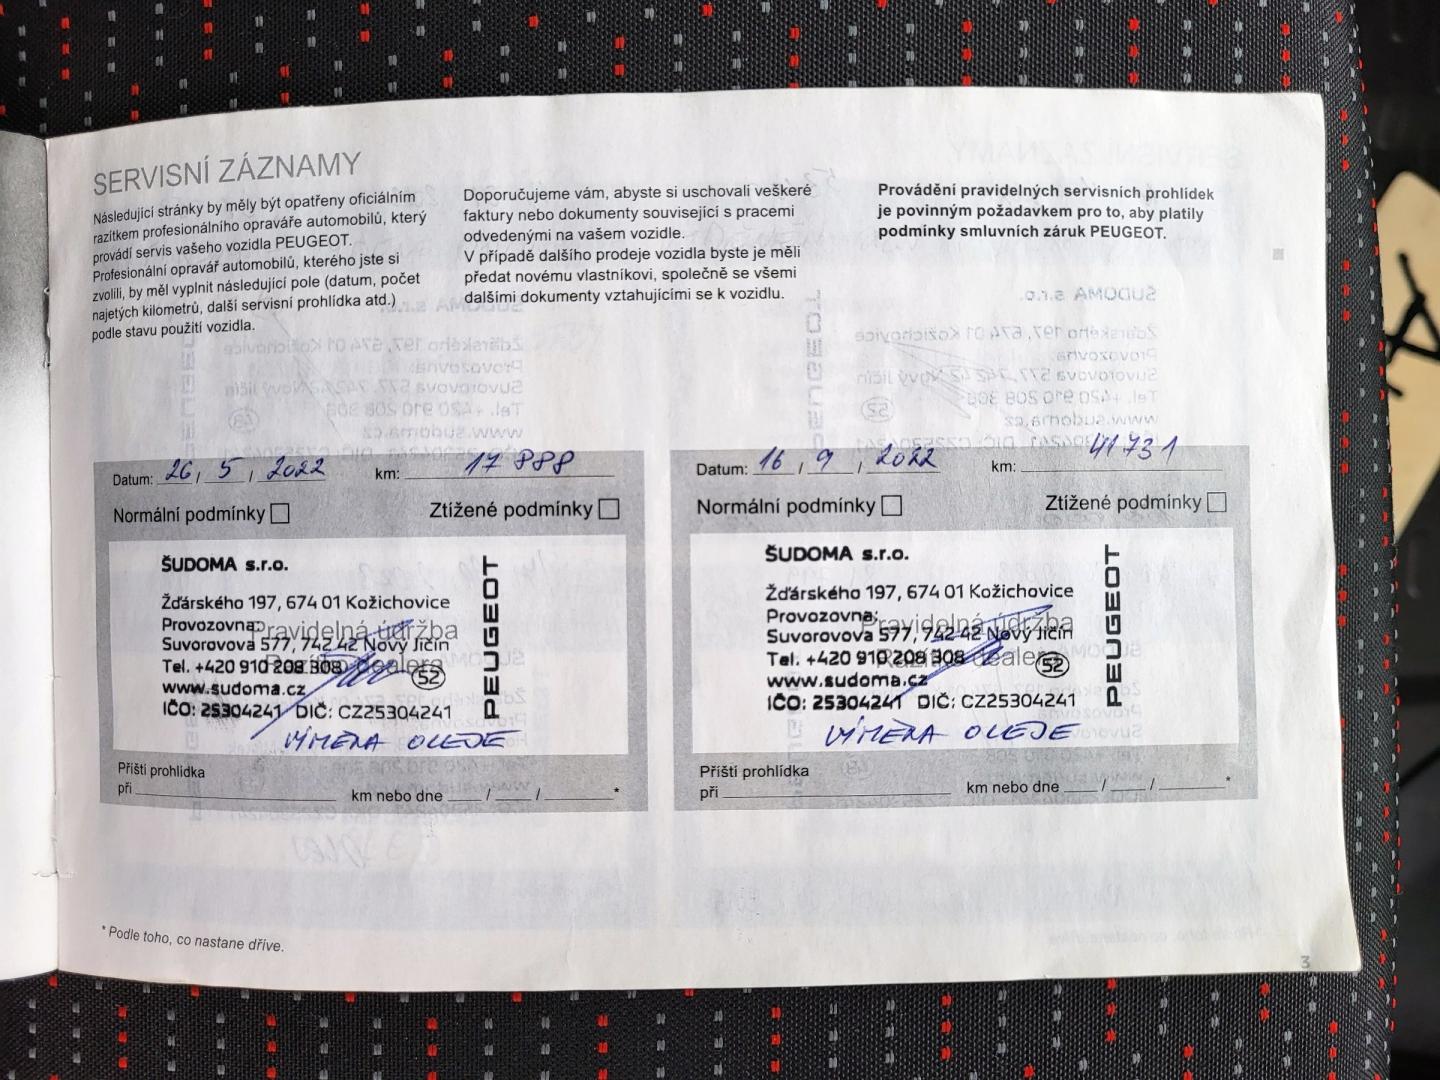 SERVISNÍ ZÁZNAMY
Následující stránky by měly být opatřeny oficiálním
razítkem profesionálního opraváře automobilů, který
provádí servis vašeho vozidla PEUGEOT.
Profesionální opravář automobilů, kterého jste si
zvolili, by měl vyplnit následující pole (datum, počet
najetých kilometrů, další servisní prohlídka atd.)
podle stavu použití vozidla.
Doporučujeme vám, abyste si uschovali veškeré
faktury nebo dokumenty související s pracemi
odvedenými na vašem vozidle.
V případě dalšího prodeje vozidla byste je měli
předat novému vlastníkovi, společně se všemi
dalšími dokumenty vztahujícími se k vozidlu.
Provádění pravidelných servisních prohlídek
je povinným požadavkem pro to, aby platily
podmínky smluvních záruk PEUGEOT.
Datum: 26 / 5 / 2022 km: 17 888
Normální podmínky Ztížené podmínky
ŠUDOMA s.r.o.
Žďárského 197, 674 01 Kožichovice
Provozovna:
Pravidelná údržba
Suvorovova 577, 742 42 Nový Jičín
Razítko dealera
Tel. +420 910 208 308
52
www.sudoma.cz
IČO: 25304241 DIČ: CZ25304241
PEUGEOT
VÝMĚNA OLEJE
Příští prohlídka
při km nebo dne / / *
Datum: 16 / 9 / 2022 km: 41731
Normální podmínky Ztížené podmínky
ŠUDOMA s.r.o.
Žďárského 197, 674 01 Kožichovice
Provozovna:
Pravidelná údržba
Suvorovova 577, 742 42 Nový Jičín
Razítko dealera
Tel. +420 910 208 308
52
www.sudoma.cz
IČO: 25304241 DIČ: CZ25304241
PEUGEOT
VÝMĚNA OLEJE
Příští prohlídka
při km nebo dne / / *
* Podle toho, co nastane dříve.
3